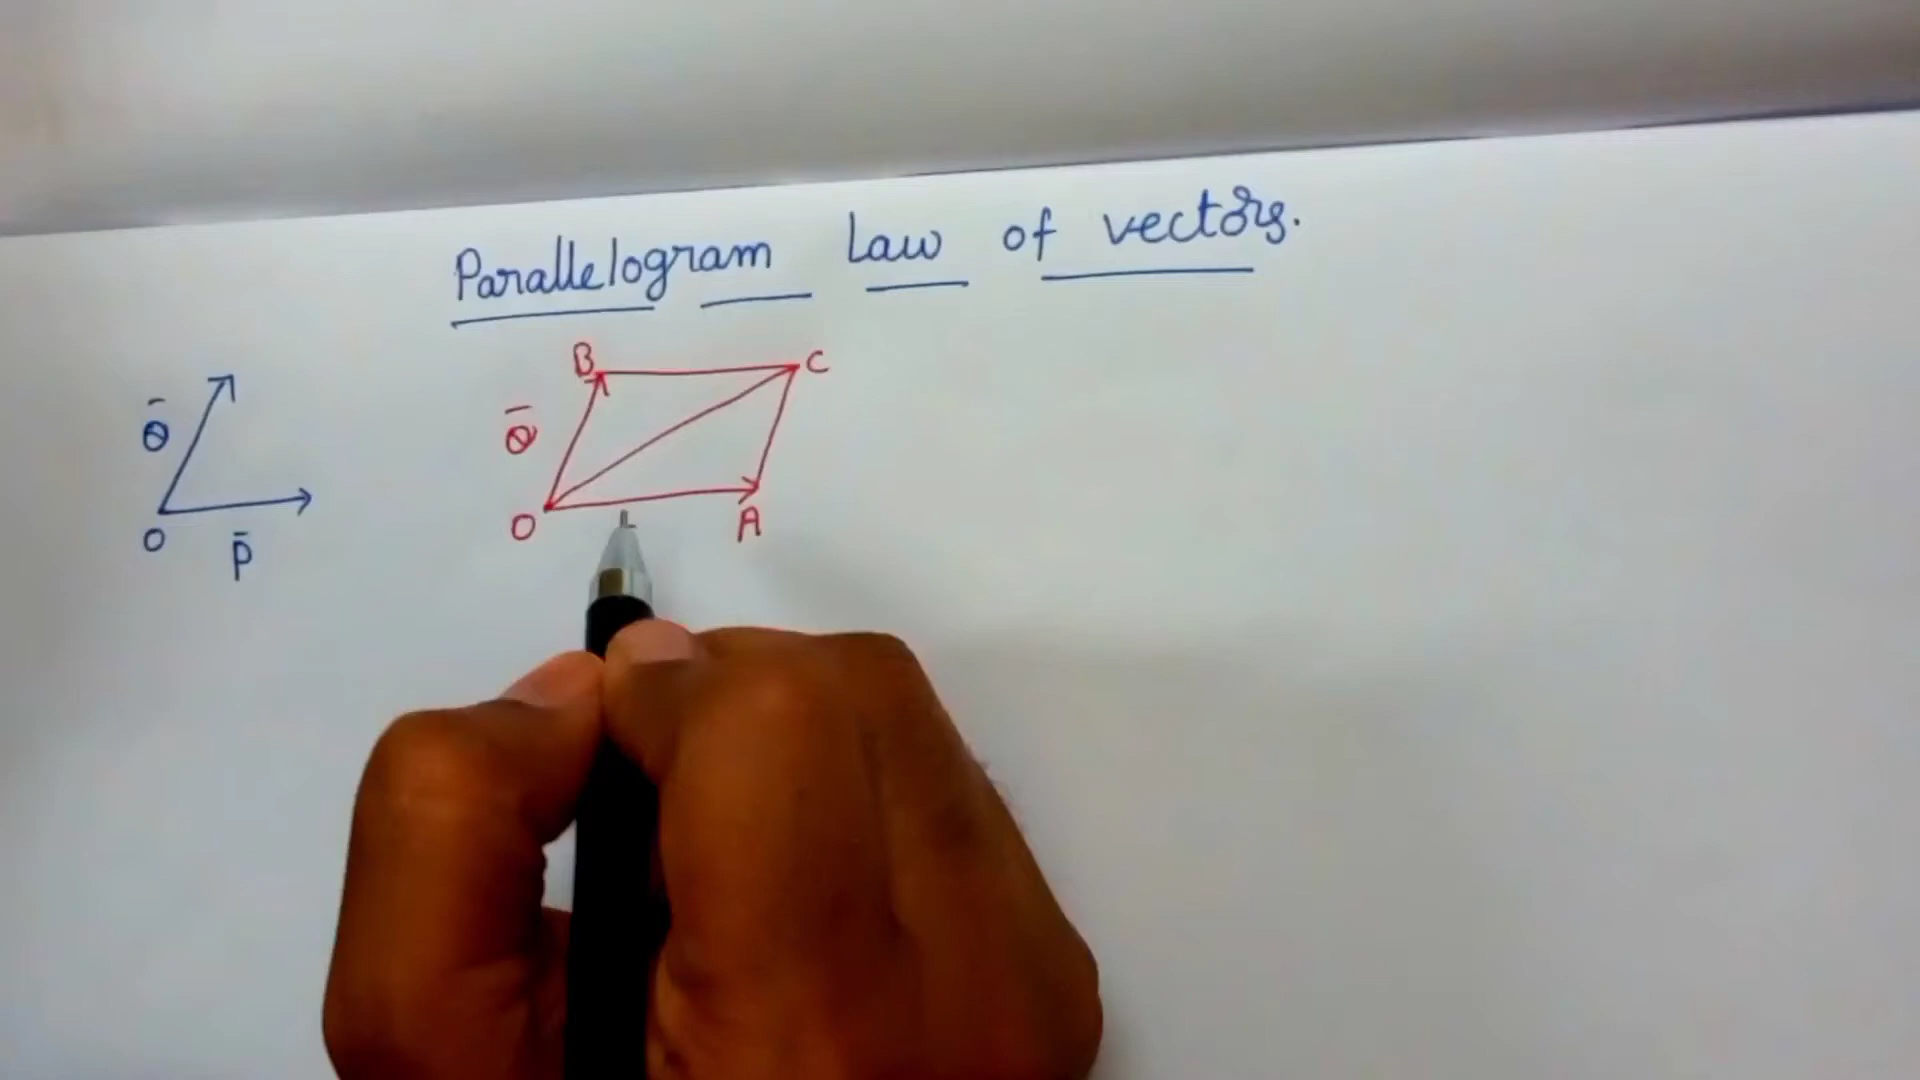 Parallelogram Law of vectors.
B C
Q̄ Q̄
O A
O P̄